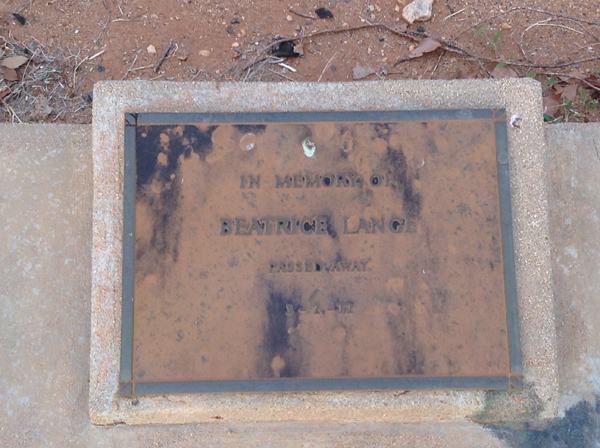 IN MEMORY OF
BEATRICE LANGE
PASSED AWAY.